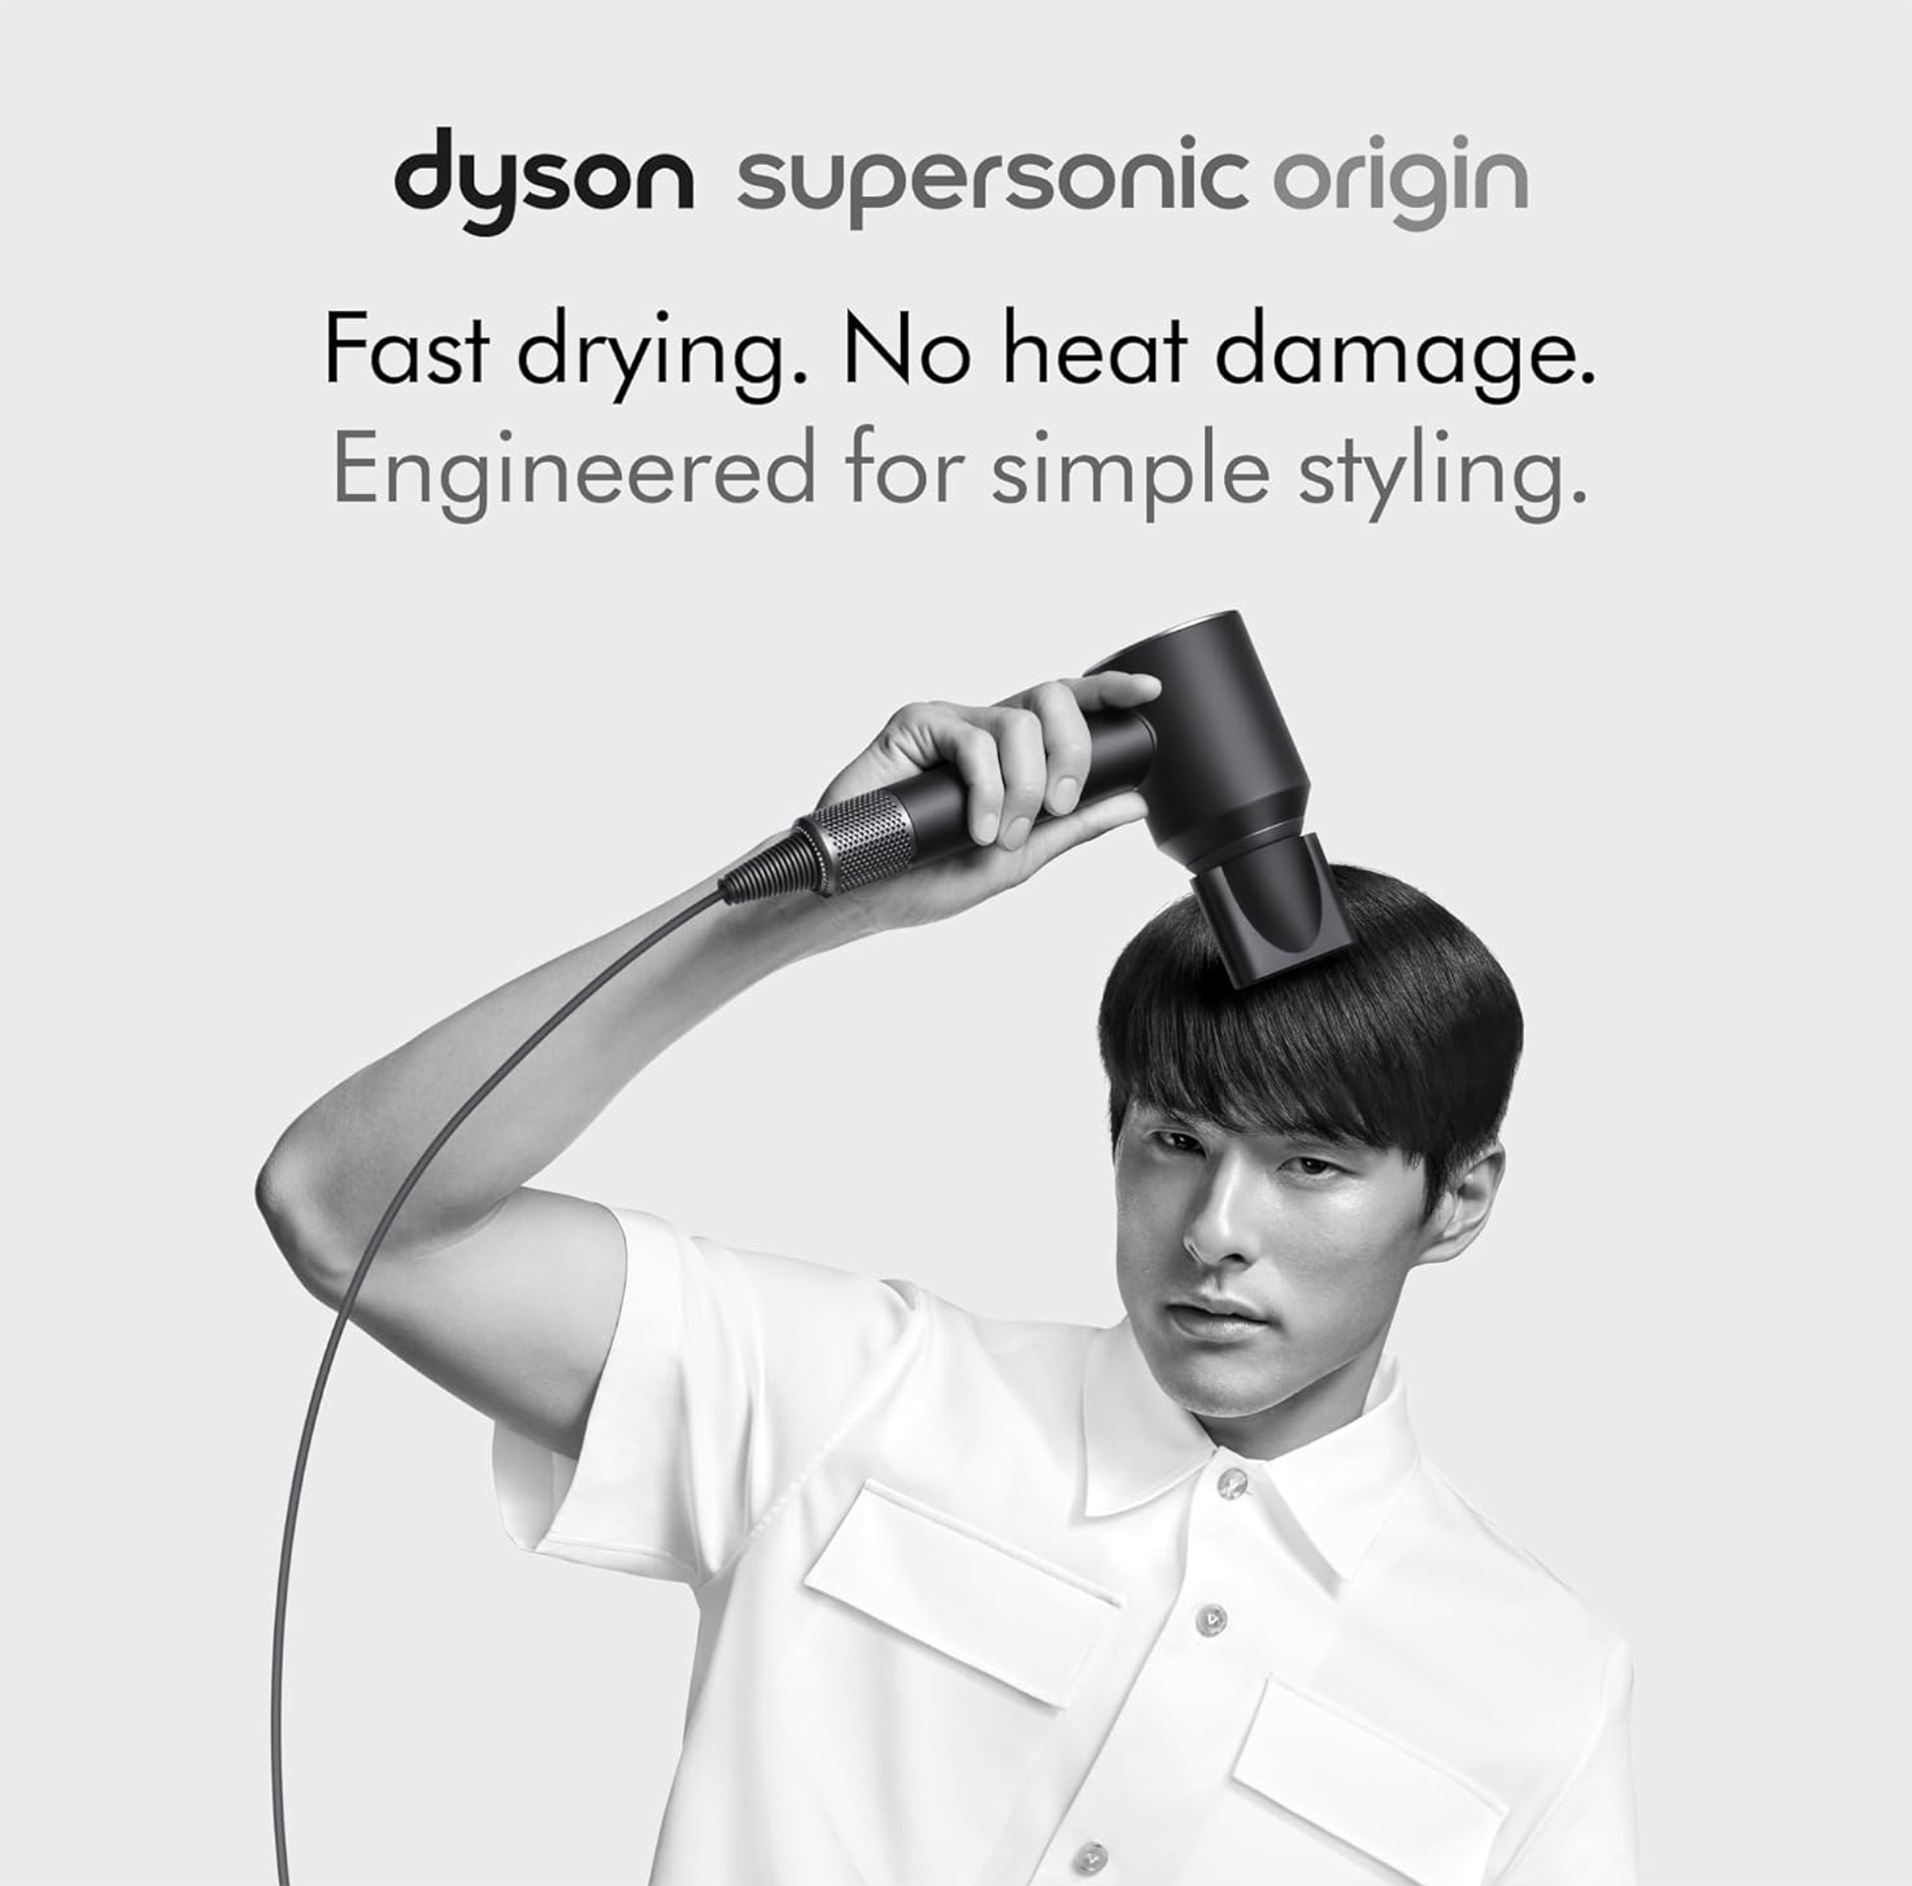 dyson supersonic origin
Fast drying. No heat damage.
Engineered for simple styling.